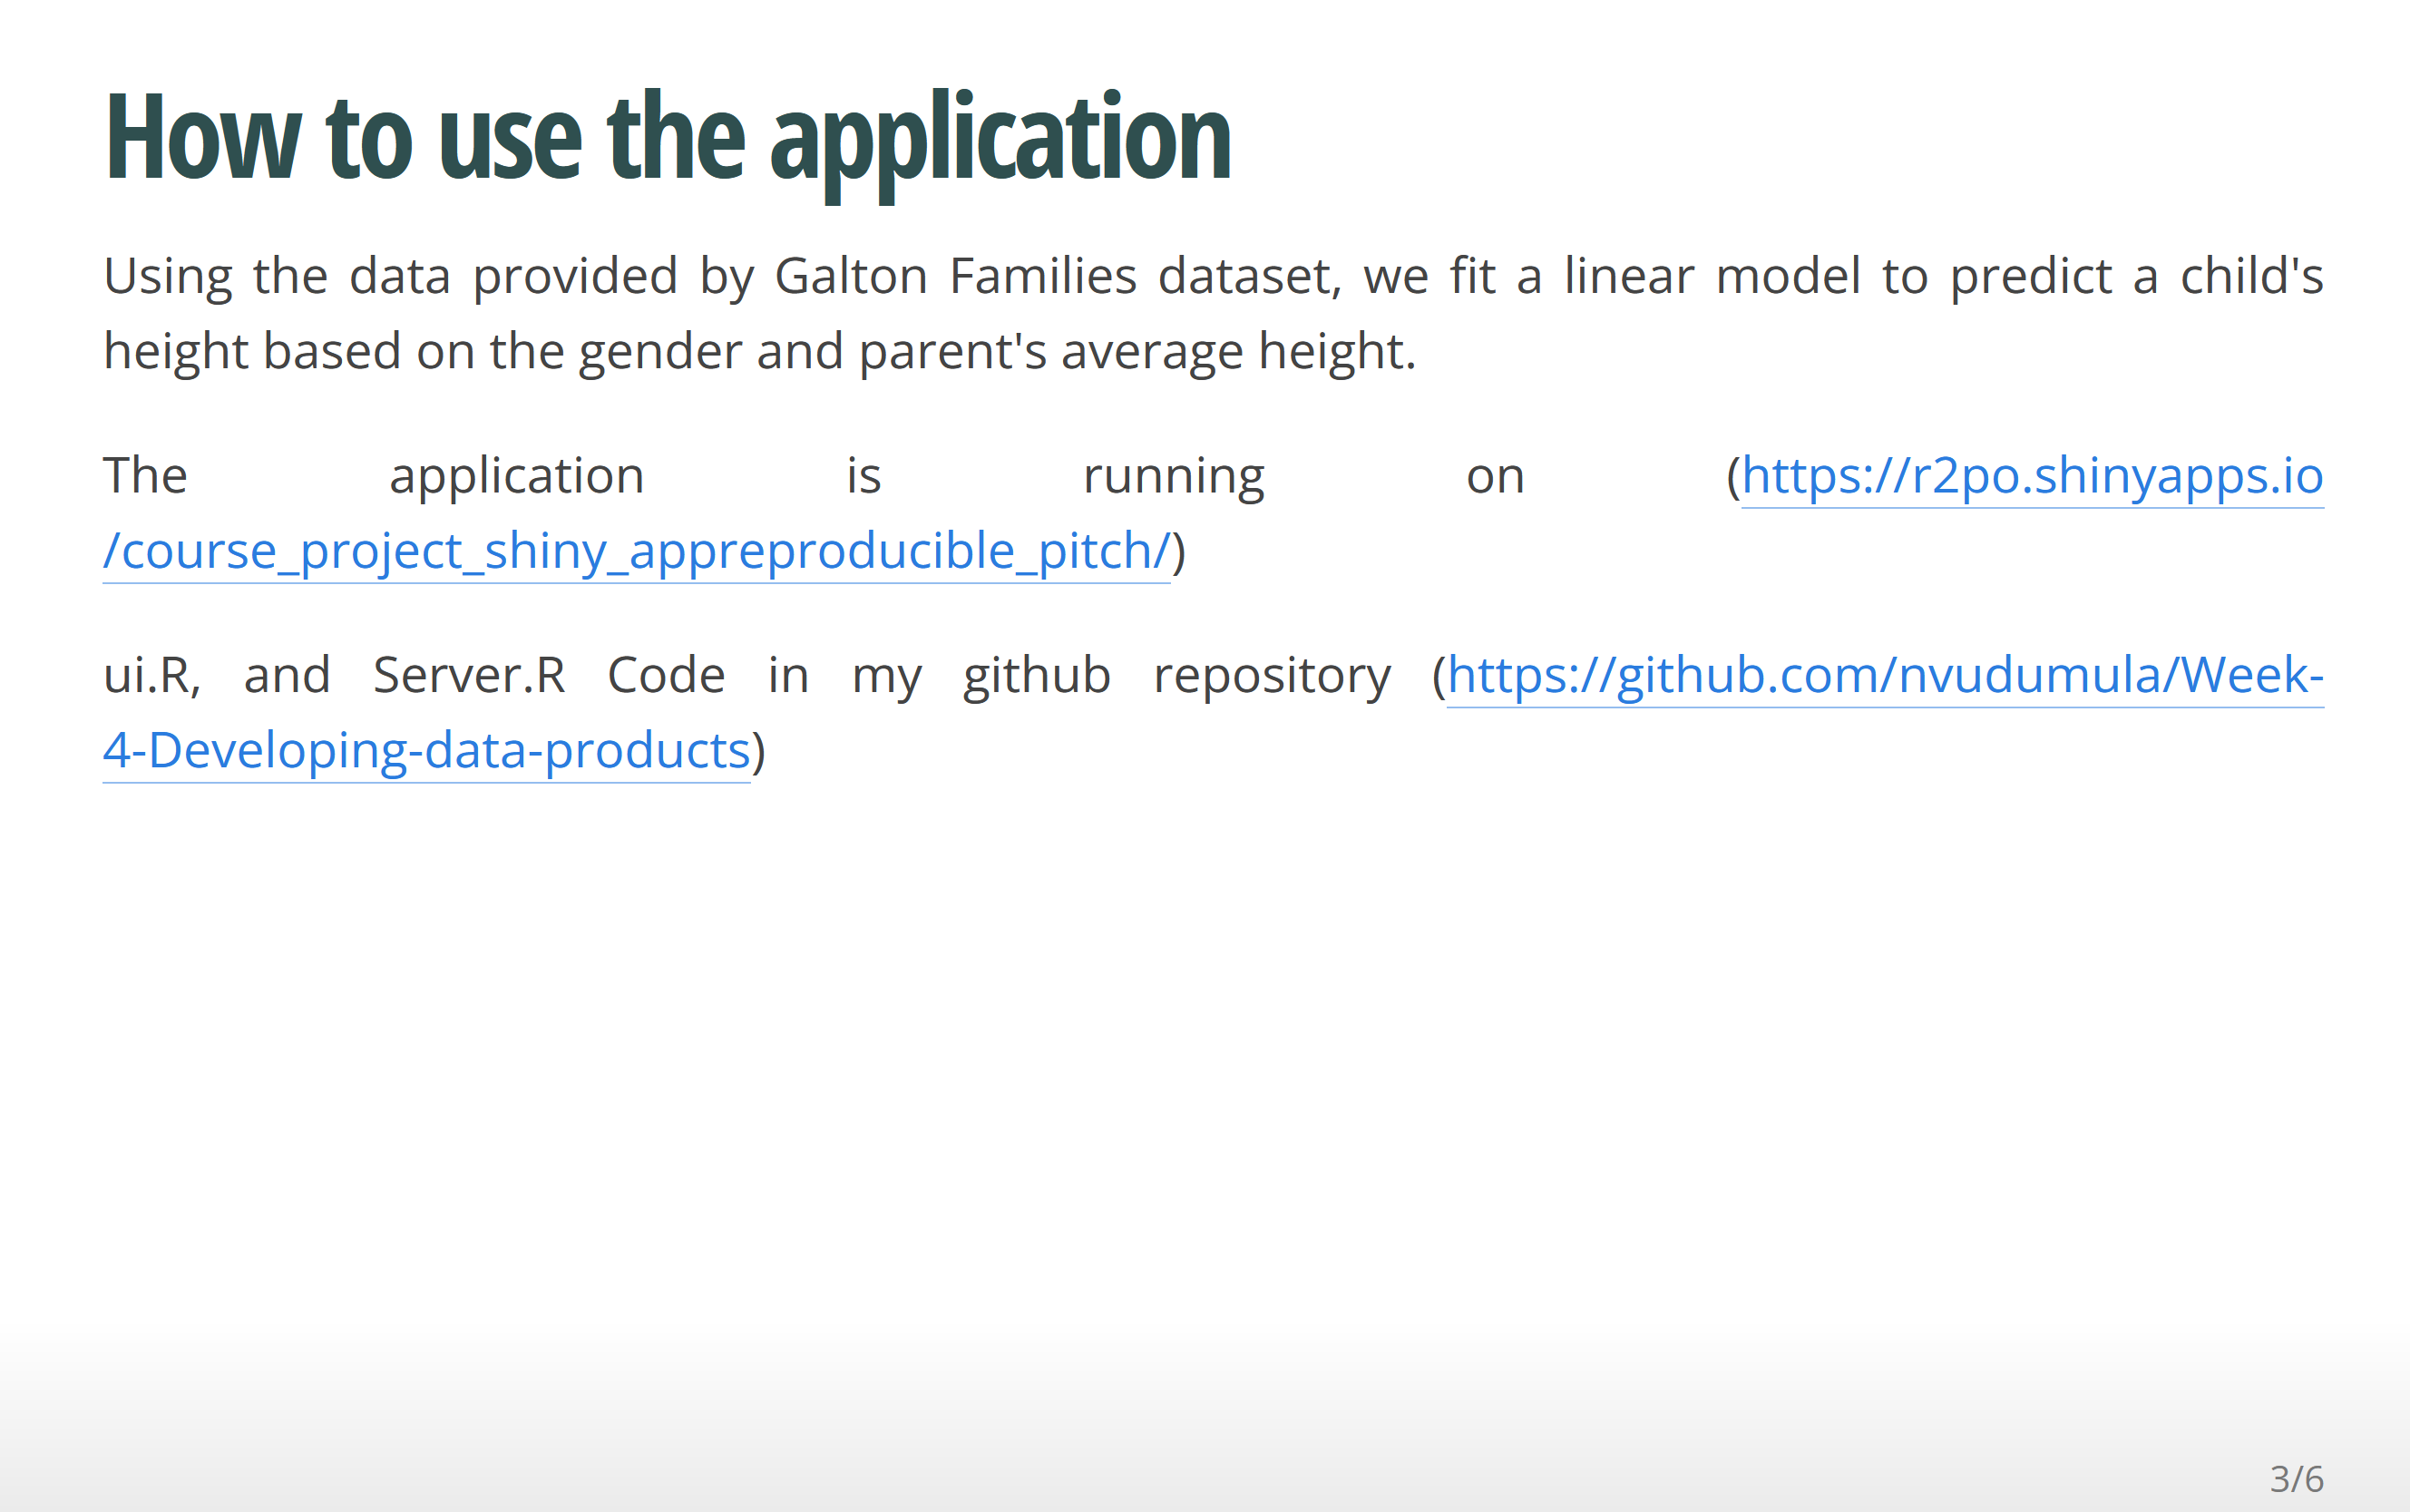 How to use the application
Using the data provided by Galton Families dataset, we fit a linear model to predict a child's
height based on the gender and parent's average height.
The application is running on (https://r2po.shinyapps.io
/course_project_shiny_appreproducible_pitch/)
ui.R, and Server.R Code in my github repository (https://github.com/nvudumula/Week-
4-Developing-data-products)
3/6